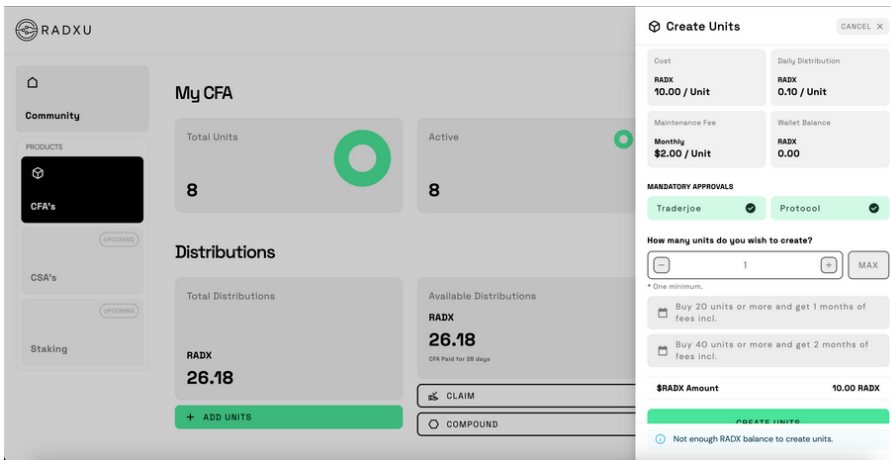 RADXU
Community
PRODUCTS
CFA's
UPCOMING
CSA's
UPCOMING
Staking
My CFA
Total Units
8
Active
8
Distributions
Total Distributions
RADX
26.18
+ ADD UNITS
Available Distributions
RADX
26.18
CFA Paid for 28 days
CLAIM
COMPOUND
Create Units
CANCEL X
Cost
RADX
10.00 / Unit
Daily Distribution
RADX
0.10 / Unit
Maintenance Fee
Monthly
$2.00 / Unit
Wallet Balance
RADX
0.00
MANDATORY APPROVALS
Traderjoe
Protocol
How many units do you wish to create?
− 1 + MAX
* One minimum.
Buy 20 units or more and get 1 months of
fees incl.
Buy 40 units or more and get 2 months of
fees incl.
$RADX Amount 10.00 RADX
CREATE UNITS
Not enough RADX balance to create units.